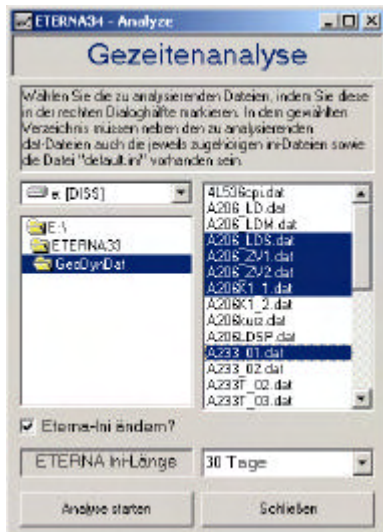 ETERNA34 - Analyze
Gezeitenanalyse
Wählen Sie die zu analysierenden Dateien, indem Sie diese
in der rechten Dialoghäfte markieren. In dem gewählten
Verzeichnis müssen neben den zu analysierenden
dat-Dateien auch die jeweils zugehörigen ini-Dateien sowie
die Datei "default.ini" vorhanden sein.
e: [DISS]
E:\
ETERNA33
GeoDynDat
4L536cpi.dat
A206_LD.dat
A206_LDM.dat
A206_LDS.dat
A206_ZV1.dat
A206_ZV2.dat
A206K1_1.dat
A206K1_2.dat
A206kurz.dat
A206LDSP.dat
A233_01.dat
A233_02.dat
A233T_02.dat
A233T_03.dat
Eterna-Ini ändern?
ETERNA Ini-Länge
30 Tage
Analyse starten
Schließen